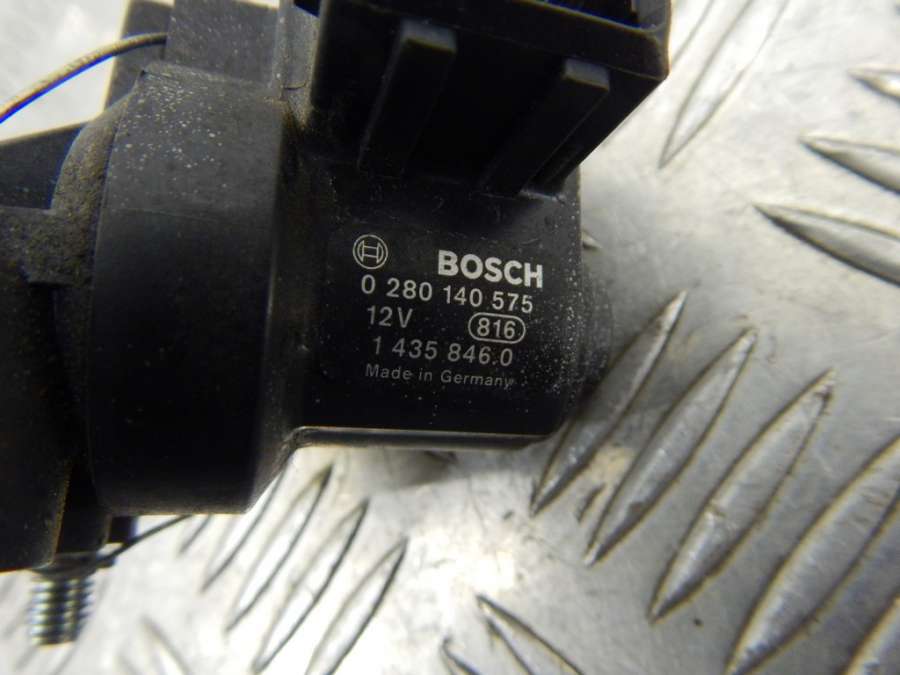 BOSCH
0 280 140 575
12V 816
1 435 846.0
Made in Germany